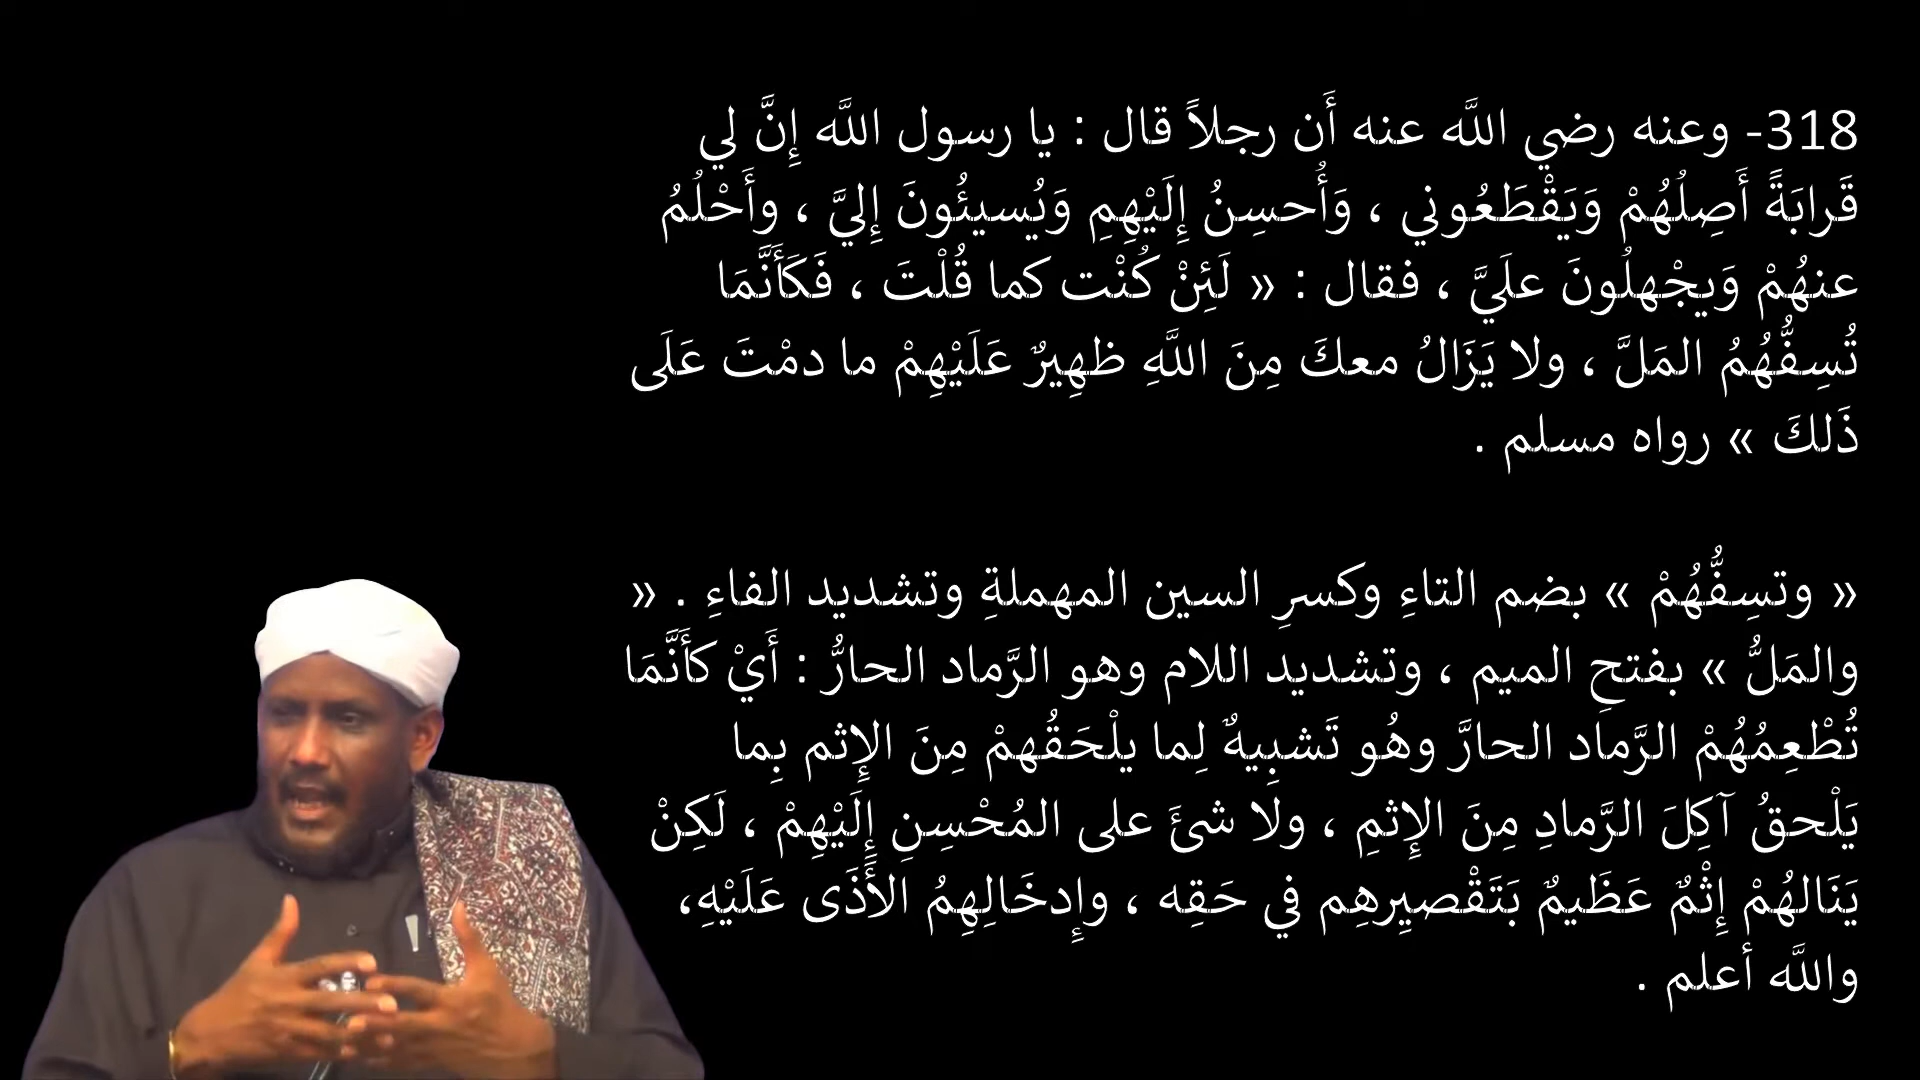 318- وعنه رضي اللَّه عنه أَن رجلاً قال : يا رسول اللَّه إِنَّ لي
قَرابَةً أَصِلُهُمْ وَيَقْطَعُوني ، وَأُحسِنُ إِلَيْهِمِ وَيُسيئُونَ إِليَّ ، وأَحْلُمُ
عنهُمْ وَيجْهلُونَ علَيَّ ، فقال : « لَئِنْ كُنْت كما قُلْتَ ، فَكَأَنَّمَا
تُسِفُّهُمُ المَلَّ ، ولا يَزَالُ معكَ مِنَ اللَّهِ ظهِيرٌ عَلَيْهِمْ ما دمْتَ عَلَى
ذَلكَ » رواه مسلم .
« وتسِفُّهُمْ » بضم التاءِ وكسرِ السين المهملةِ وتشديد الفاءِ . «
والمَلُّ » بفتحِ الميم ، وتشديد اللام وهو الرَّماد الحارُّ : أَيْ كأَنَّمَا
تُطْعِمُهُمْ الرَّماد الحارَّ وهُو تَشبِيهٌ لِما يلْحَقُهمْ مِنَ الإِثم بِما
يَلْحقُ آكِلَ الرَّمادِ مِنَ الإِثمِ ، ولا شئَ على المُحْسِنِ إِلَيْهِمْ ، لَكِنْ
يَنَالهُمْ إِثْمٌ عَظَيمٌ بَتَقْصيِرهِم في حَقِه ، وإِدخَالِهِمُ الأَذَى عَلَيْهِ،
واللَّه أعلم .